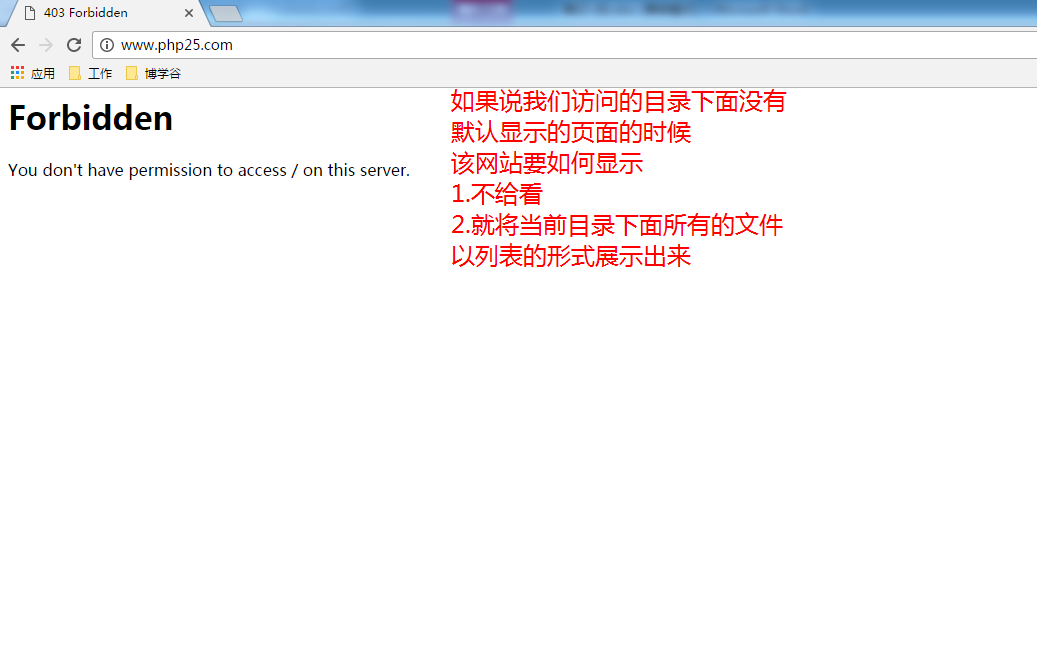 403 Forbidden
www.php25.com
应用 工作 博学谷
Forbidden
You don't have permission to access / on this server.
如果说我们访问的目录下面没有
默认显示的页面的时候
该网站要如何显示
1.不给看
2.就将当前目录下面所有的文件
以列表的形式展示出来